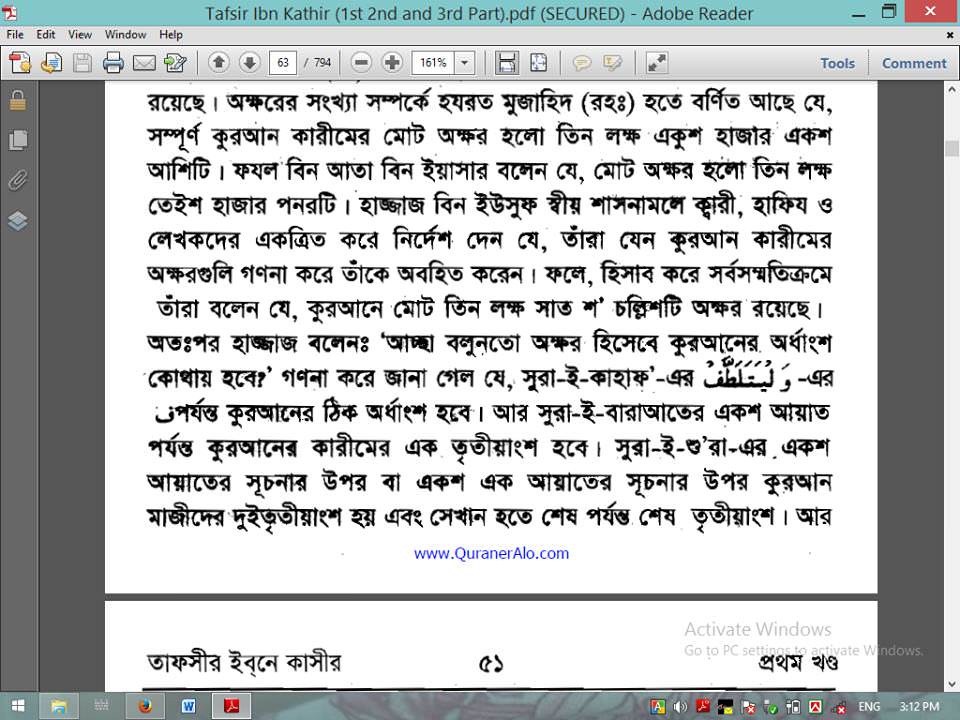 Tafsir Ibn Kathir (1st 2nd and 3rd Part).pdf (SECURED) - Adobe Reader
File Edit View Window Help
63 / 794 161% Tools Comment
রয়েছে। অক্ষরের সংখ্যা সম্পর্কে হযরত মুজাহিদ (রহঃ) হতে বর্ণিত আছে যে,
সম্পূর্ণ কুরআন কারীমের মোট অক্ষর হলো তিন লক্ষ একুশ হাজার একশ
আশিটি। ফযল বিন আতা বিন ইয়াসার বলেন যে, মোট অক্ষর হলো তিন লক্ষ
তেইশ হাজার পনরটি। হাজ্জাজ বিন ইউসুফ স্বীয় শাসনামলে ক্বারী, হাফিয ও
লেখকদের একত্রিত করে নির্দেশ দেন যে, তাঁরা যেন কুরআন কারীমের
অক্ষরগুলি গণনা করে তাঁকে অবহিত করেন। ফলে, হিসাব করে সর্বসম্মতিক্রমে
তাঁরা বলেন যে, কুরআনে মোট তিন লক্ষ সাত শ’ চল্লিশটি অক্ষর রয়েছে।
অতঃপর হাজ্জাজ বলেনঃ ‘আচ্ছা বলুনতো অক্ষর হিসেবে কুরআনের অর্ধাংশ
কোথায় হবে?’ গণনা করে জানা গেল যে, সুরা-ই-কাহাফ’-এর وَلْيَتَلَطَّفْ -এর
ف পর্যন্ত কুরআনের ঠিক অর্ধাংশ হবে। আর সুরা-ই-বারাআতের একশ আয়াত
পর্যন্ত কুরআনের কারীমের এক তৃতীয়াংশ হবে। সুরা-ই-শু’রা-এর একশ
আয়াতের সূচনার উপর বা একশ এক আয়াতের সূচনার উপর কুরআন
মাজীদের দুইতৃতীয়াংশ হয় এবং সেখান হতে শেষ পর্যন্ত শেষ তৃতীয়াংশ। আর
www.QuranerAlo.com
Activate Windows
Go to PC settings to activate Windows.
তাফসীর ইব্‌নে কাসীর ৫১ প্রথম খণ্ড
ENG 3:12 PM